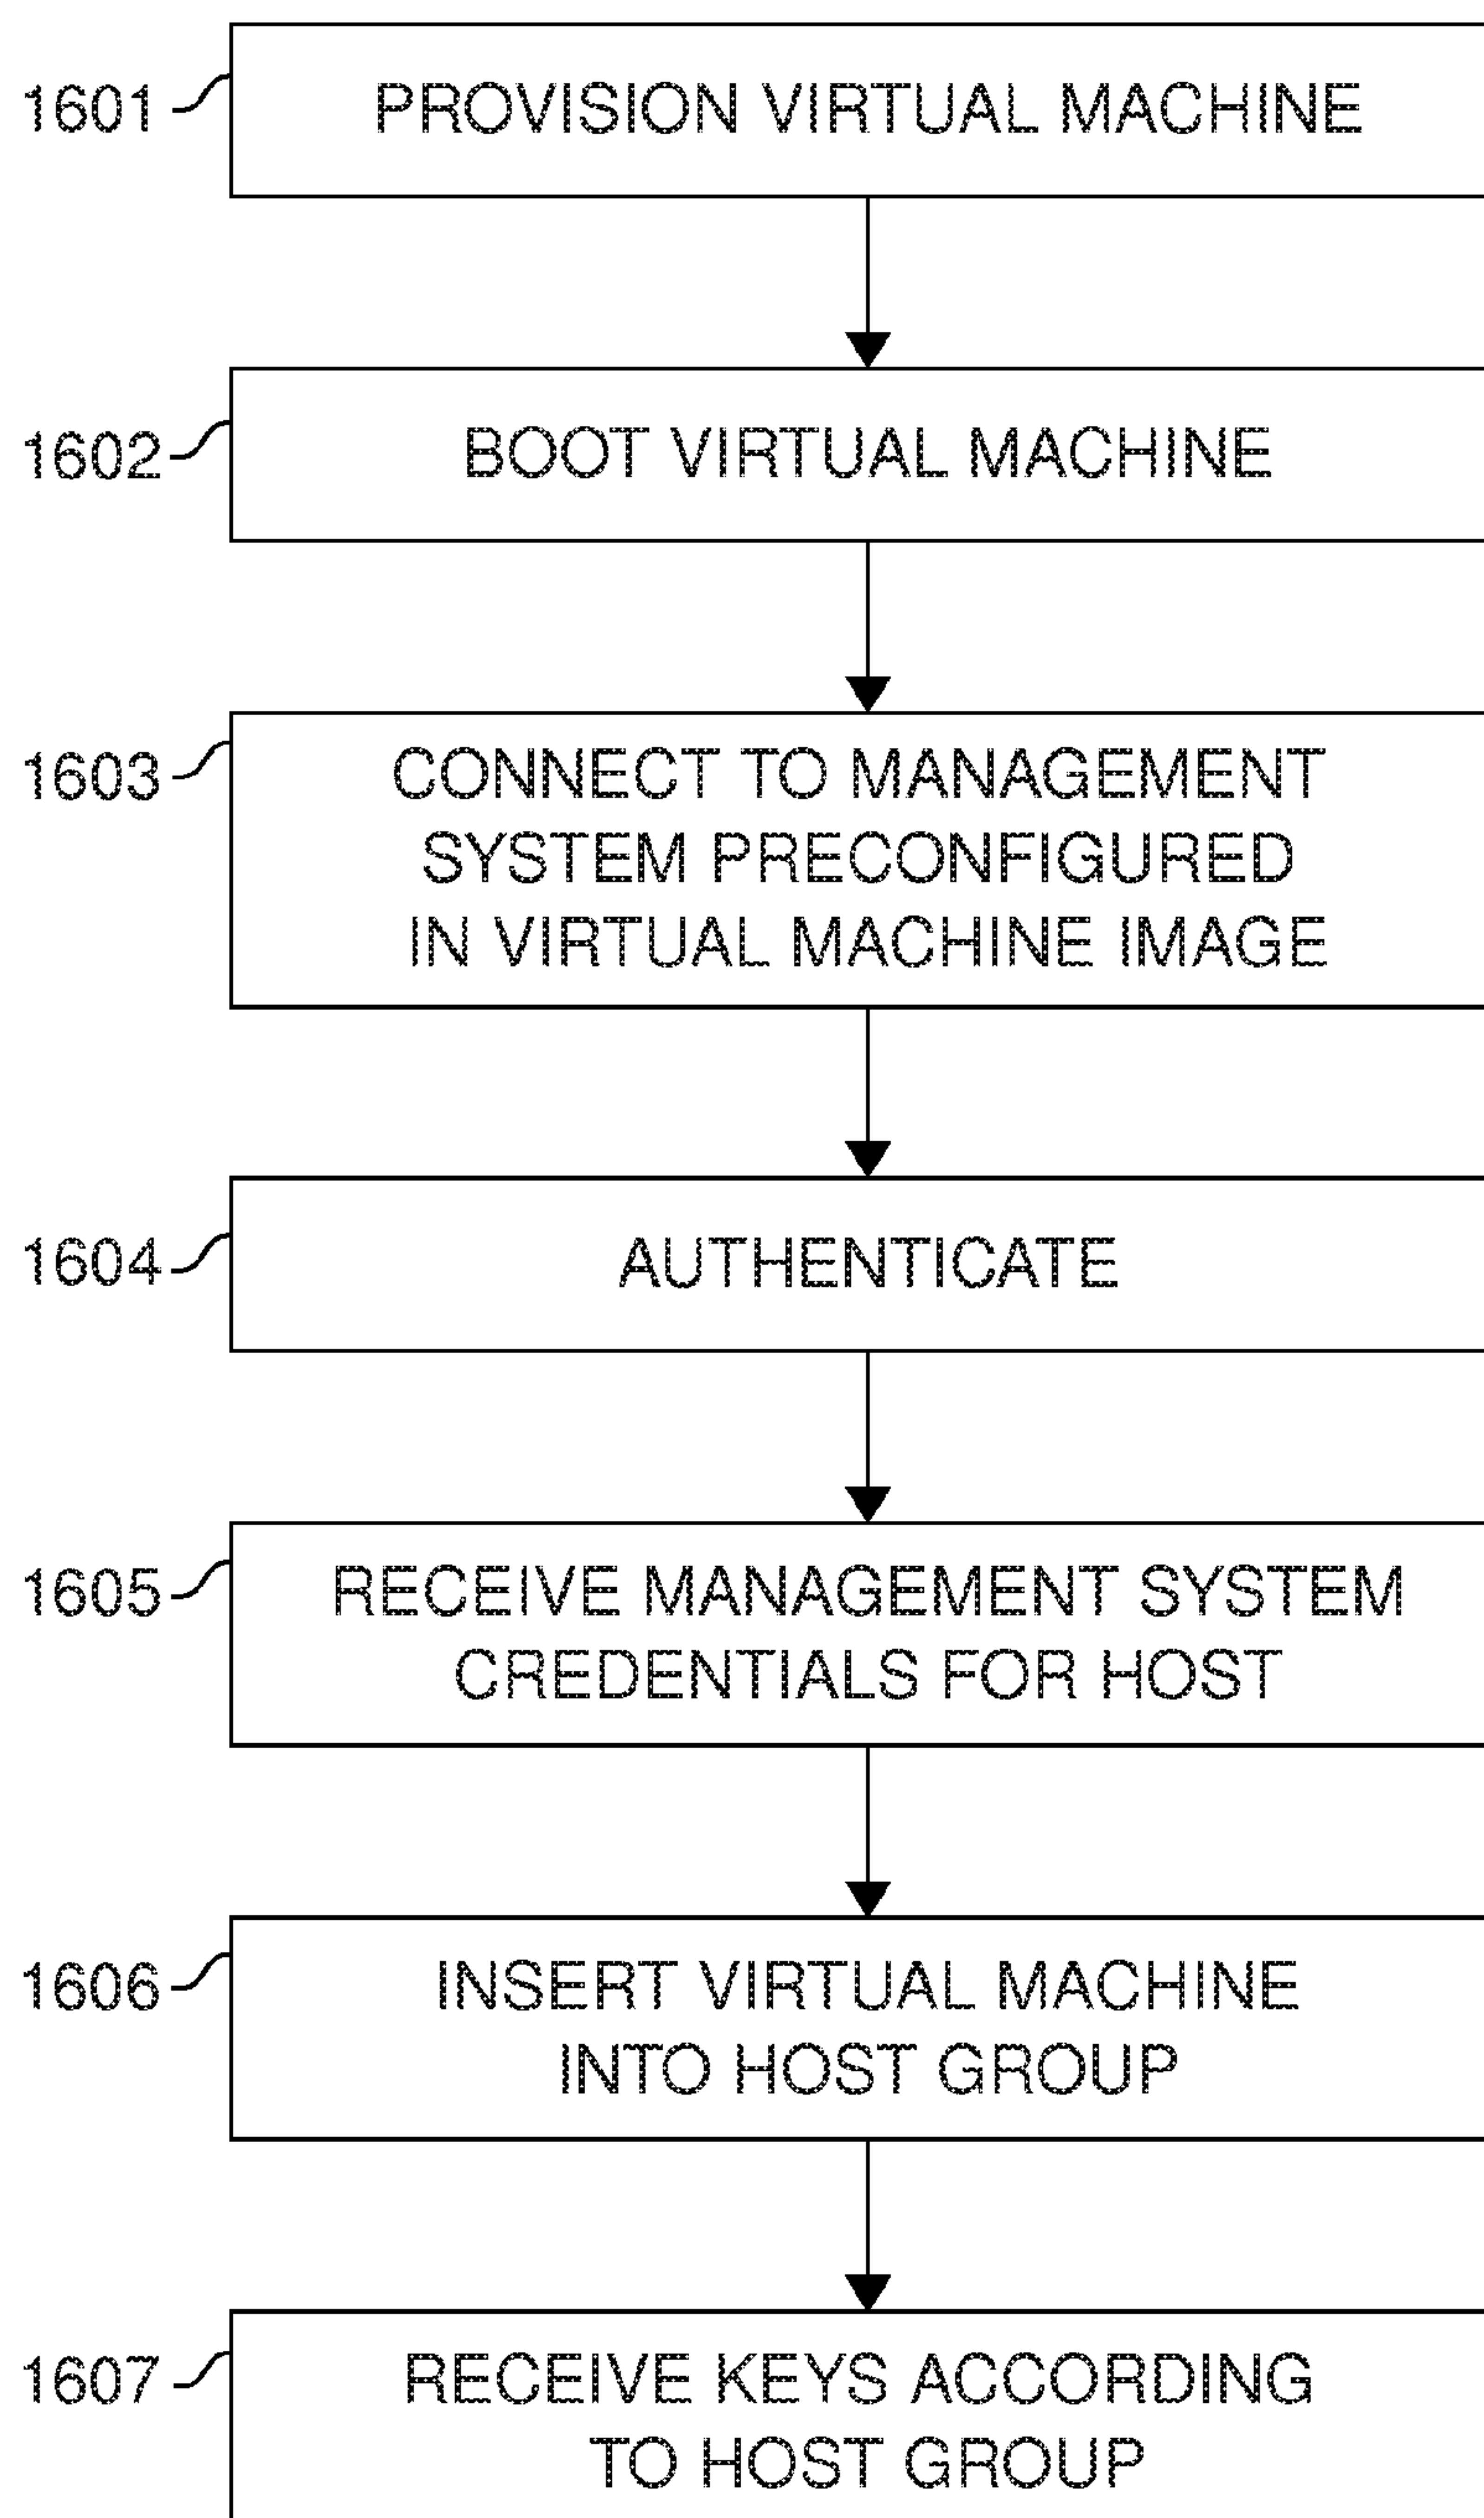 1601 PROVISION VIRTUAL MACHINE
1602 BOOT VIRTUAL MACHINE
1603 CONNECT TO MANAGEMENT
SYSTEM PRECONFIGURED
IN VIRTUAL MACHINE IMAGE
1604 AUTHENTICATE
1605 RECEIVE MANAGEMENT SYSTEM
CREDENTIALS FOR HOST
1606 INSERT VIRTUAL MACHINE
INTO HOST GROUP
1607 RECEIVE KEYS ACCORDING
TO HOST GROUP